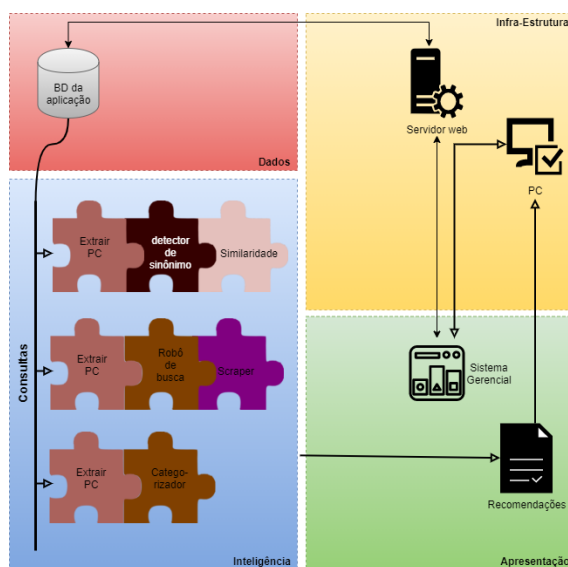 Infra-Estrutura
BD da
aplicação
Servidor web
Dados
PC
Extrair
PC
detector
de
sinônimo
Similaridade
Consultas
Extrair
PC
Robô
de
busca
Scraper
Sistema
Gerencial
Extrair
PC
Catego-
rizador
Recomendações
Inteligência
Apresentação